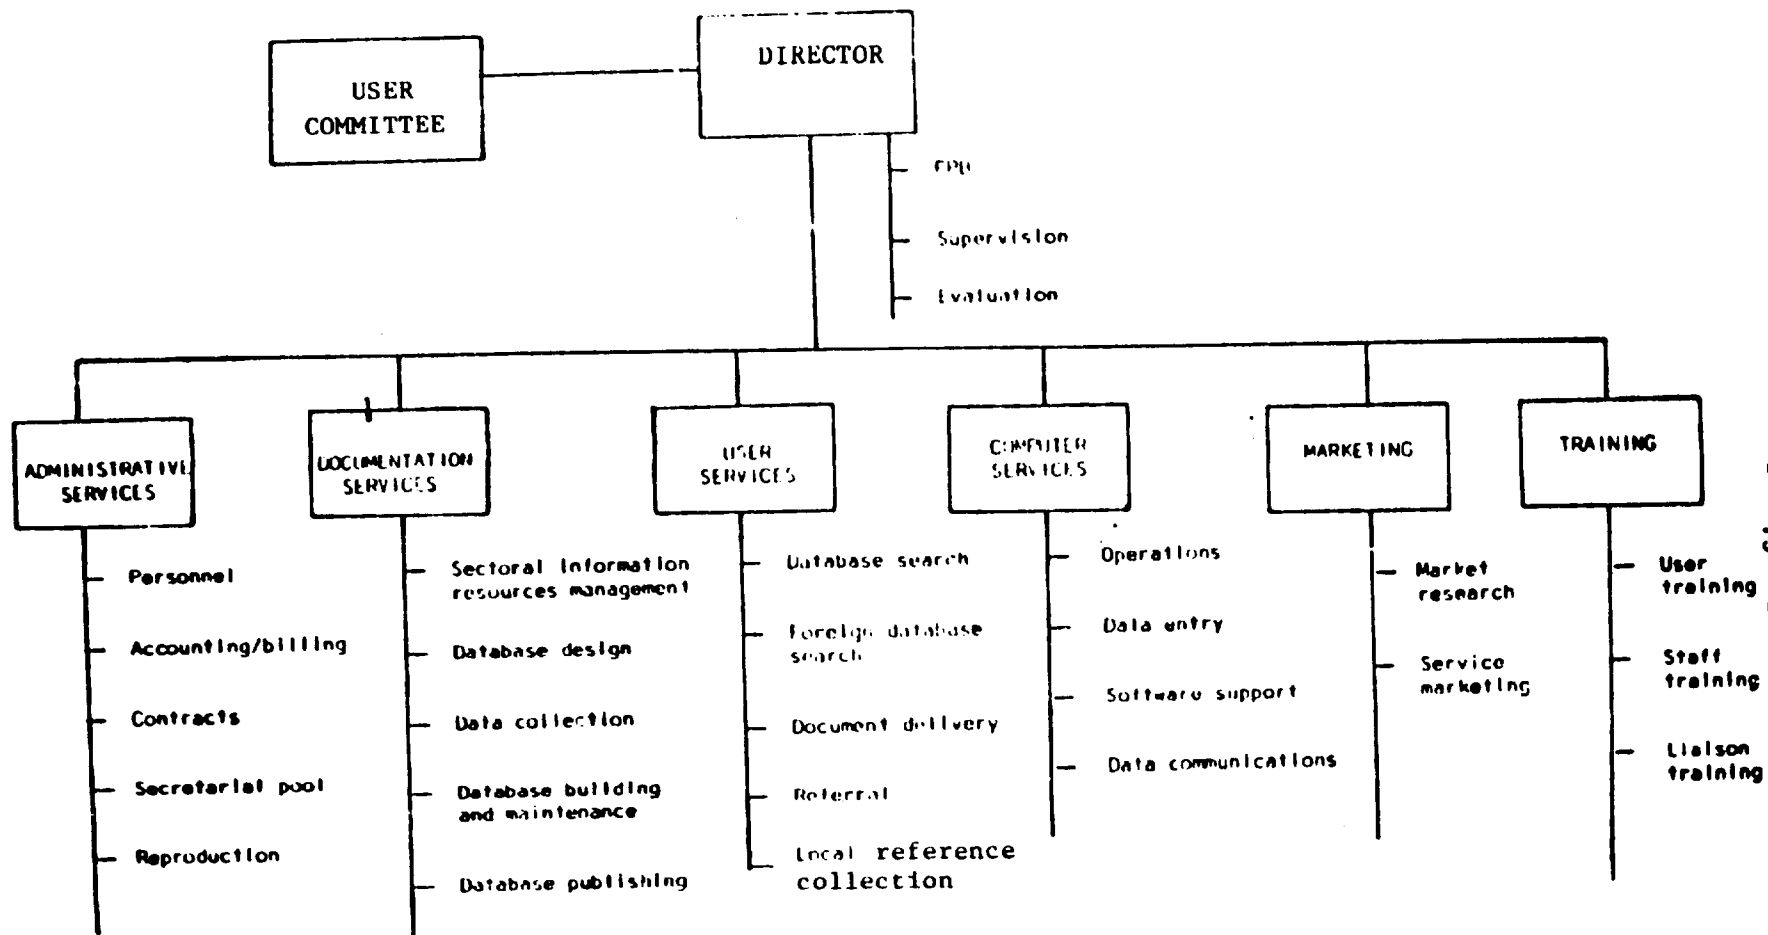 DIRECTOR
USER
COMMITTEE
Supervision
Evaluation
ADMINISTRATIVE
SERVICES
DOCUMENTATION
SERVICES
USER
SERVICES
COMPUTER
SERVICES
MARKETING
TRAINING
Personnel
Accounting/billing
Contracts
Secretarial pool
Reproduction
Sectoral information
resources management
Database design
Data collection
Database building
and maintenance
Database publishing
Database search
Foreign database
search
Document delivery
Referral
Local reference
collection
Operations
Data entry
Software support
Data communications
Market
research
Service
marketing
User
training
Staff
training
Liaison
training